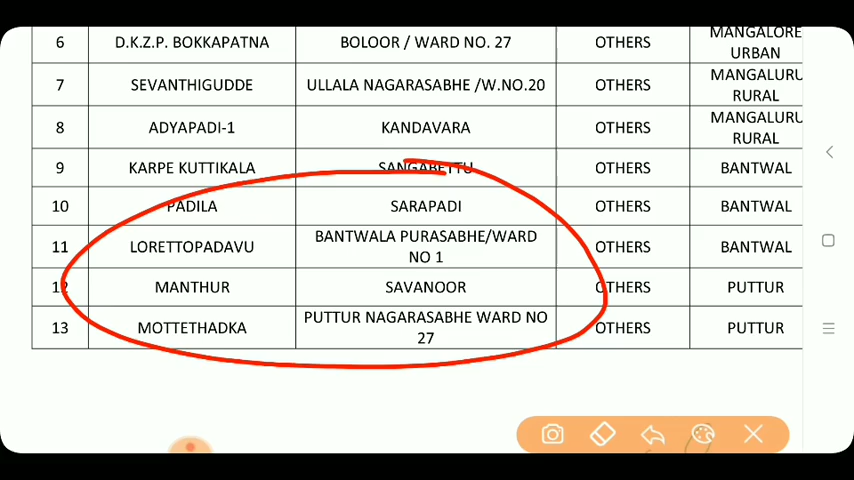 6 D.K.Z.P. BOKKAPATNA BOLOOR / WARD NO. 27 OTHERS MANGALORE
URBAN
7 SEVANTHIGUDDE ULLALA NAGARASABHE /W.NO.20 OTHERS MANGALURU
RURAL
8 ADYAPADI-1 KANDAVARA OTHERS MANGALURU
RURAL
9 KARPE KUTTIKALA SANGABETTU OTHERS BANTWAL
10 PADILA SARAPADI OTHERS BANTWAL
11 LORETTOPADAVU BANTWALA PURASABHE/WARD
NO 1 OTHERS BANTWAL
12 MANTHUR SAVANOOR OTHERS PUTTUR
13 MOTTETHADKA PUTTUR NAGARASABHE WARD NO
27 OTHERS PUTTUR